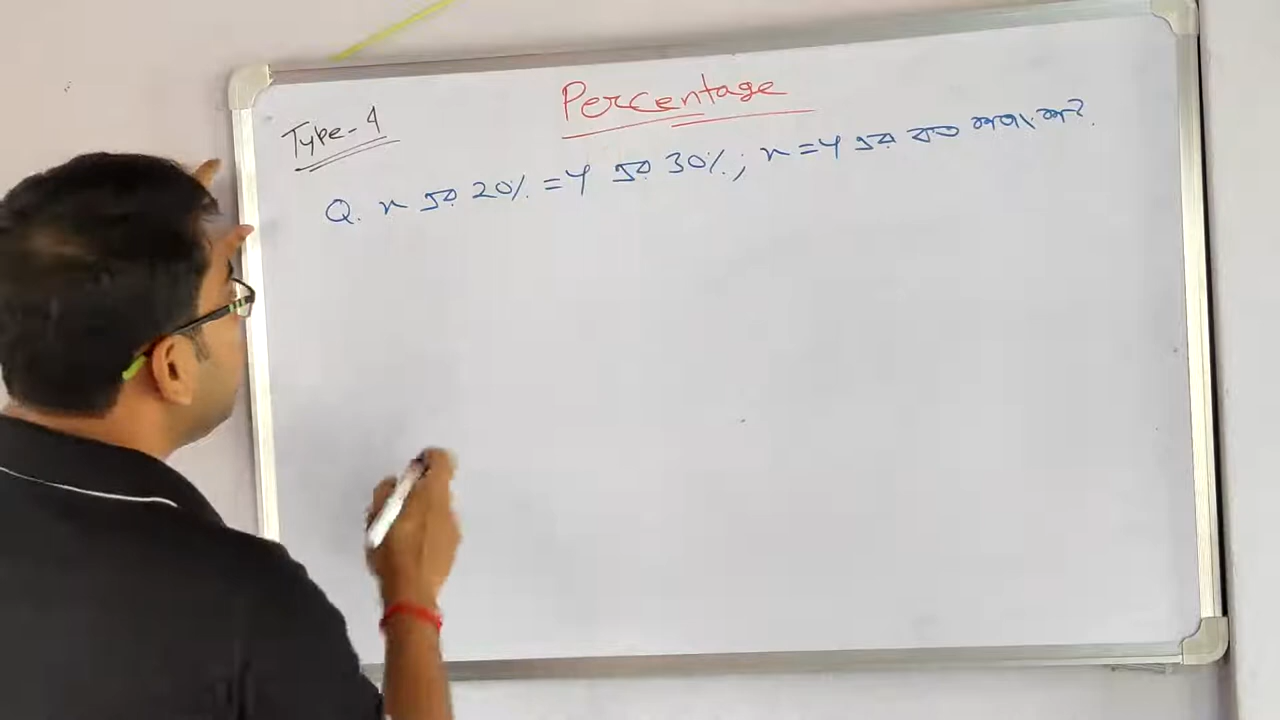 Percentage
Type-4
Q. x এর 20% = y এর 30%; x = y এর কত শতাংশ?